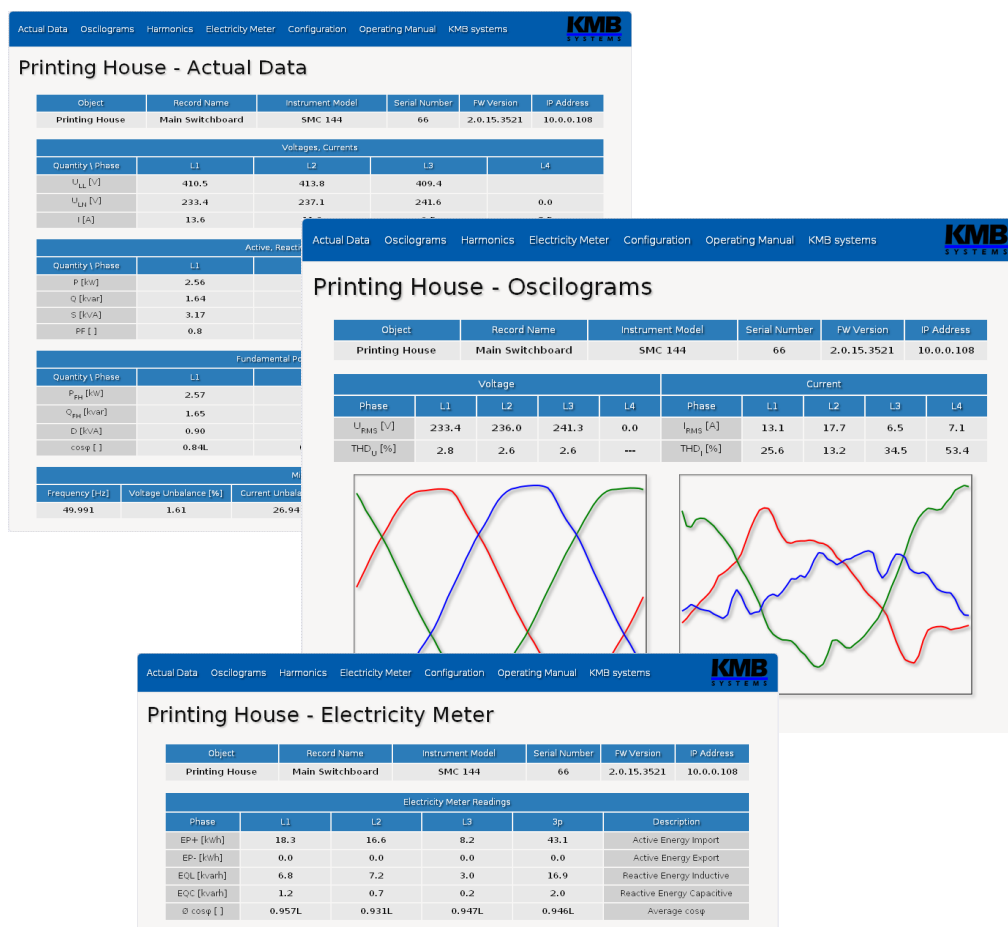 Actual Data Oscilograms Harmonics Electricity Meter Configuration Operating Manual KMB systems KMB SYSTEMS
Printing House - Actual Data
Object Record Name Instrument Model Serial Number FW Version IP Address
Printing House Main Switchboard SMC 144 66 2.0.15.3521 10.0.0.108
Voltages, Currents
Quantity \ Phase L1 L2 L3 L4
ULL [V] 410.5 413.8 409.4
ULN [V] 233.4 237.1 241.6 0.0
I [A] 13.6
Quantity \ Phase L1
P [kW] 2.56
Q [kvar] 1.64
S [kVA] 3.17
PF [ ] 0.8
Quantity \ Phase L1
PFH [kW] 2.57
QFH [kvar] 1.65
D [kVA] 0.90
cosφ [ ] 0.84L
Frequency [Hz] Voltage Unbalance [%] Current
49.991 1.61 26.94
Actual Data Oscilograms Harmonics Electricity Meter Configuration Operating Manual KMB systems KMB SYSTEMS
Printing House - Oscilograms
Object Record Name Instrument Model Serial Number FW Version IP Address
Printing House Main Switchboard SMC 144 66 2.0.15.3521 10.0.0.108
Voltage Current
Phase L1 L2 L3 L4 Phase L1 L2 L3 L4
URMS [V] 233.4 236.0 241.3 0.0 IRMS [A] 13.1 17.7 6.5 7.1
THDU [%] 2.8 2.6 2.6 --- THDI [%] 25.6 13.2 34.5 53.4
Actual Data Oscilograms Harmonics Electricity Meter Configuration Operating Manual KMB systems KMB SYSTEMS
Printing House - Electricity Meter
Object Record Name Instrument Model Serial Number FW Version IP Address
Printing House Main Switchboard SMC 144 66 2.0.15.3521 10.0.0.108
Electricity Meter Readings
Phase L1 L2 L3 3p Description
EP+ [kWh] 18.3 16.6 8.2 43.1 Active Energy Import
EP- [kWh] 0.0 0.0 0.0 0.0 Active Energy Export
EQL [kvarh] 6.8 7.2 3.0 16.9 Reactive Energy Inductive
EQC [kvarh] 1.2 0.7 0.2 2.0 Reactive Energy Capacitive
Ø cosφ [ ] 0.957L 0.931L 0.947L 0.946L Average cosφ